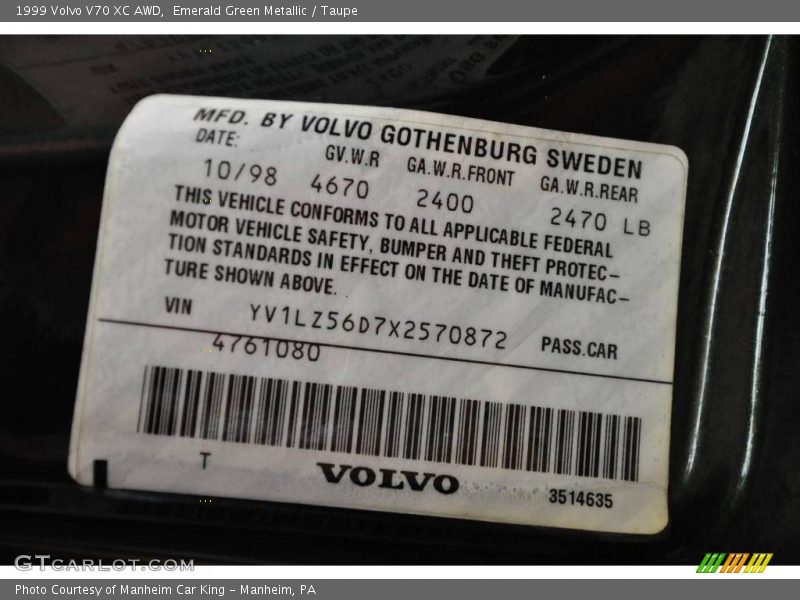 1999 Volvo V70 XC AWD,  Emerald Green Metallic / Taupe
MFD. BY VOLVO GOTHENBURG SWEDEN
DATE: GV.W.R GA.W.R.FRONT GA.W.R.REAR
10/98 4670 2400 2470 LB
THIS VEHICLE CONFORMS TO ALL APPLICABLE FEDERAL
MOTOR VEHICLE SAFETY, BUMPER AND THEFT PROTEC-
TION STANDARDS IN EFFECT ON THE DATE OF MANUFAC-
TURE SHOWN ABOVE.
VIN YV1LZ56D7X2570872 PASS.CAR
4761080
T VOLVO 3514635
GTCARLOT.COM
Photo Courtesy of Manheim Car King - Manheim, PA